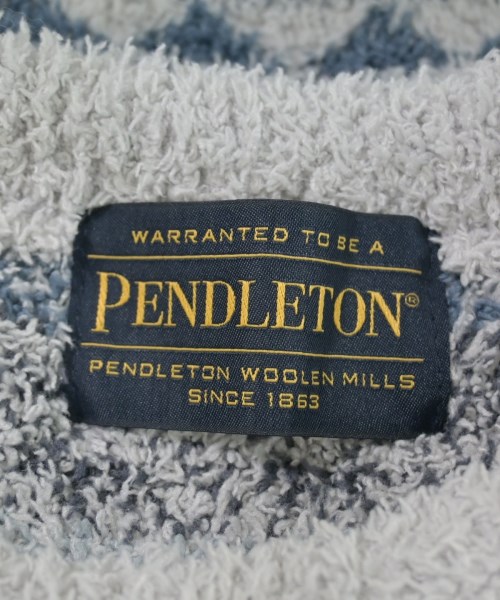 WARRANTED TO BE A
PENDLETON®
PENDLETON WOOLEN MILLS
SINCE 1863